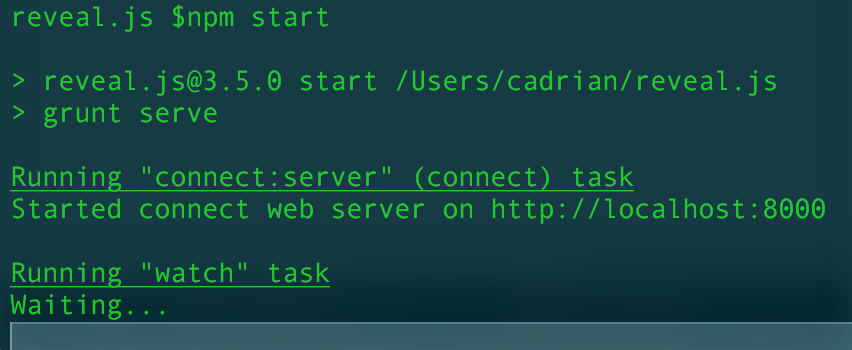 reveal.js $npm start
> reveal.js@3.5.0 start /Users/cadrian/reveal.js
> grunt serve
Running "connect:server" (connect) task
Started connect web server on http://localhost:8000
Running "watch" task
Waiting...